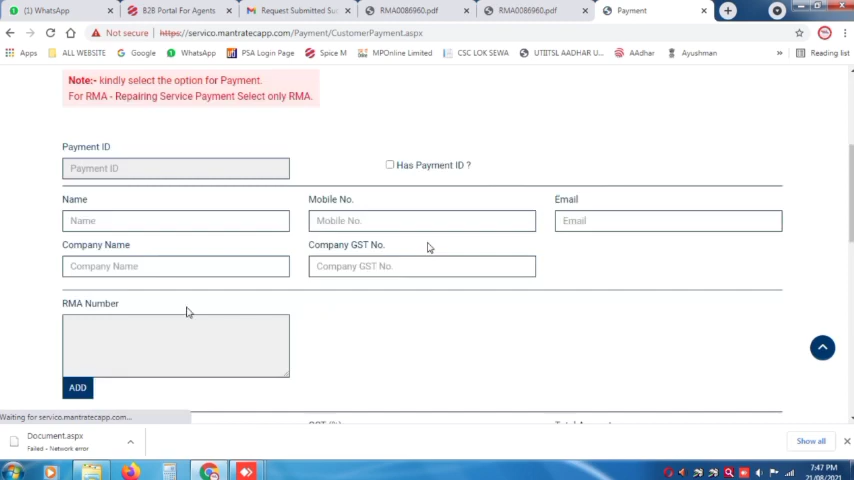 (1) WhatsApp
B2B Portal For Agents
Request Submitted Su
RMA0086960.pdf
RMA0086960.pdf
Payment
Not secure
https://servico.mantratecapp.com/Payment/CustomerPayment.aspx
Apps
ALL WEBSITE
Google
WhatsApp
PSA Login Page
Spice M
MPOnline Limited
CSC LOK SEWA
UTIITSL AADHAR U...
AAdhar
Ayushman
»
Reading list
Note:- kindly select the option for Payment.
For RMA - Repairing Service Payment Select only RMA.
Payment ID
Payment ID
Has Payment ID ?
Name
Mobile No.
Email
Name
Mobile No.
Email
Company Name
Company GST No.
Company Name
Company GST No.
RMA Number
ADD
Waiting for servico.mantratecapp.com...
GST (%)
Total Amount
Document.aspx
Failed - Network error
Show all
7:47 PM
21/08/2021